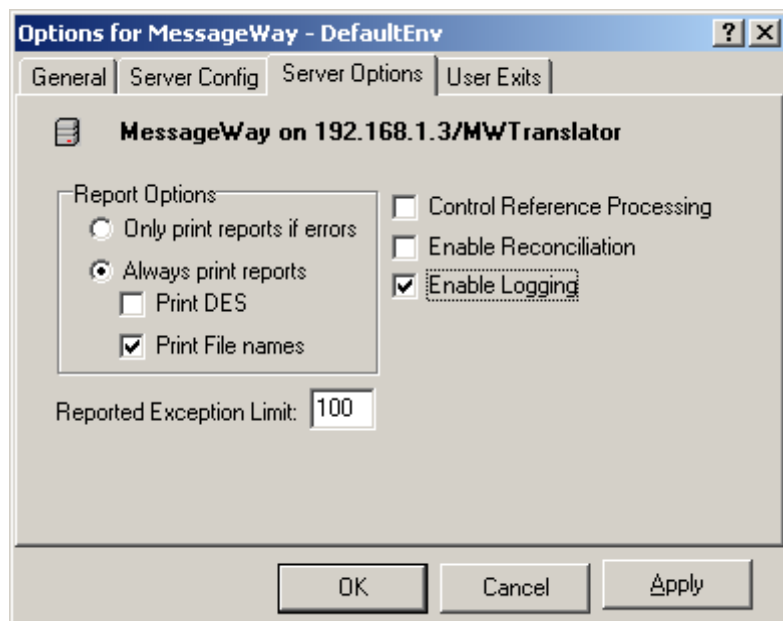 Options for MessageWay - DefaultEnv
General Server Config Server Options User Exits
MessageWay on 192.168.1.3/MWTranslator
Report Options
Only print reports if errors
Always print reports
Print DES
Print File names
Control Reference Processing
Enable Reconciliation
Enable Logging
Reported Exception Limit: 100
OK Cancel Apply